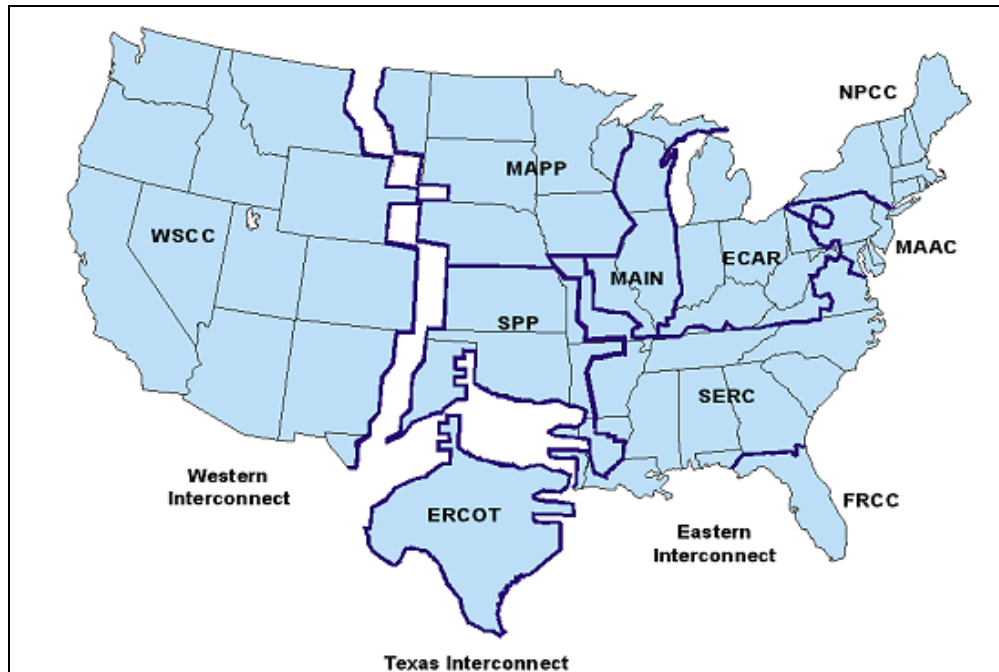 NPCC
MAPP
WSCC
MAAC
ECAR
MAIN
SPP
SERC
Western
Interconnect
FRCC
ERCOT
Eastern
Interconnect
Texas Interconnect